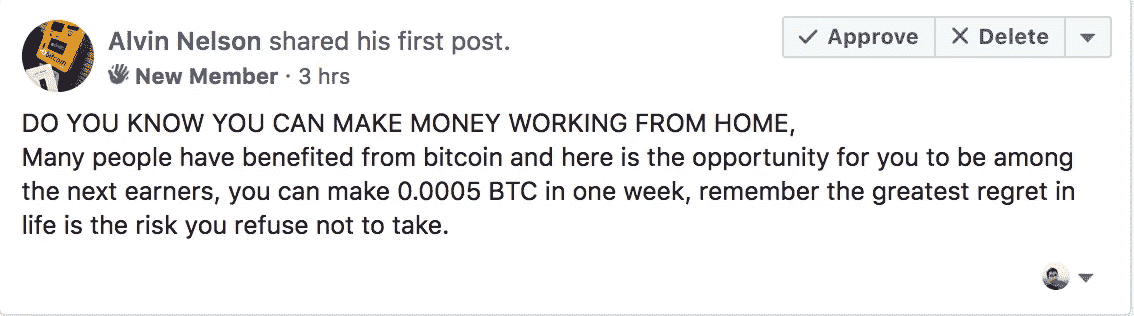 Alvin Nelson shared his first post.
New Member · 3 hrs
Approve
Delete
DO YOU KNOW YOU CAN MAKE MONEY WORKING FROM HOME,
Many people have benefited from bitcoin and here is the opportunity for you to be among
the next earners, you can make 0.0005 BTC in one week, remember the greatest regret in
life is the risk you refuse not to take.
bitcoin